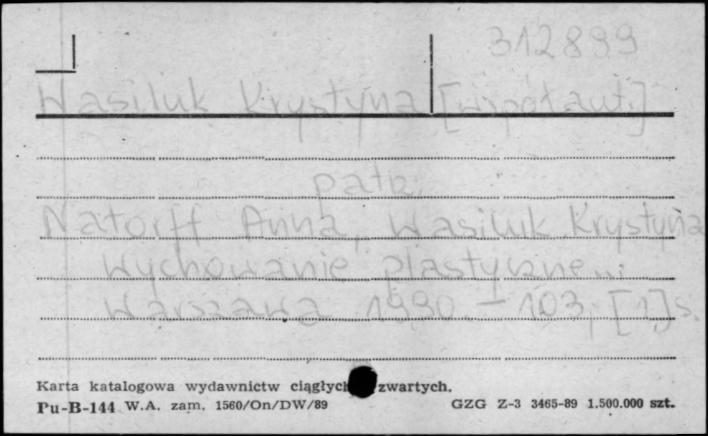 312899
Wasiluk Krystyna [współaut.]
patrz:
Natorff Anna, Wasiluk Krystyna
Wychowanie plastyczne...
Warszawa 1990. – 103, [1] s.
Karta katalogowa wydawnictw ciągłych zwartych.
Pu-B-144 W.A. zam. 1560/On/DW/89 GZG Z-3 3465-89 1.500.000 szt.